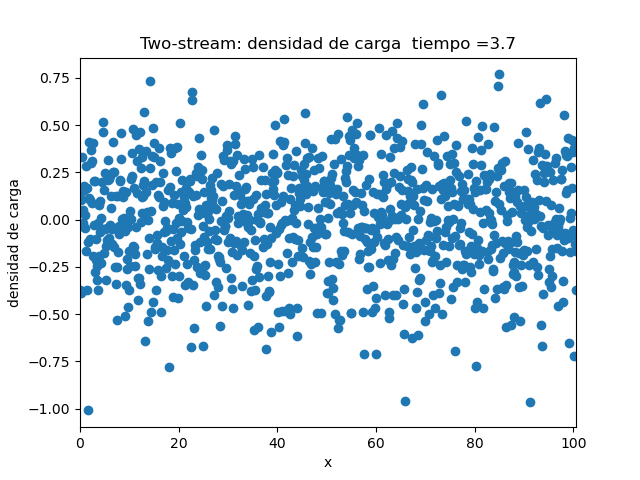 Two-stream: densidad de carga  tiempo =3.7
densidad de carga
0.75
0.50
0.25
0.00
−0.25
−0.50
−0.75
−1.00
0 20 40 60 80 100
x